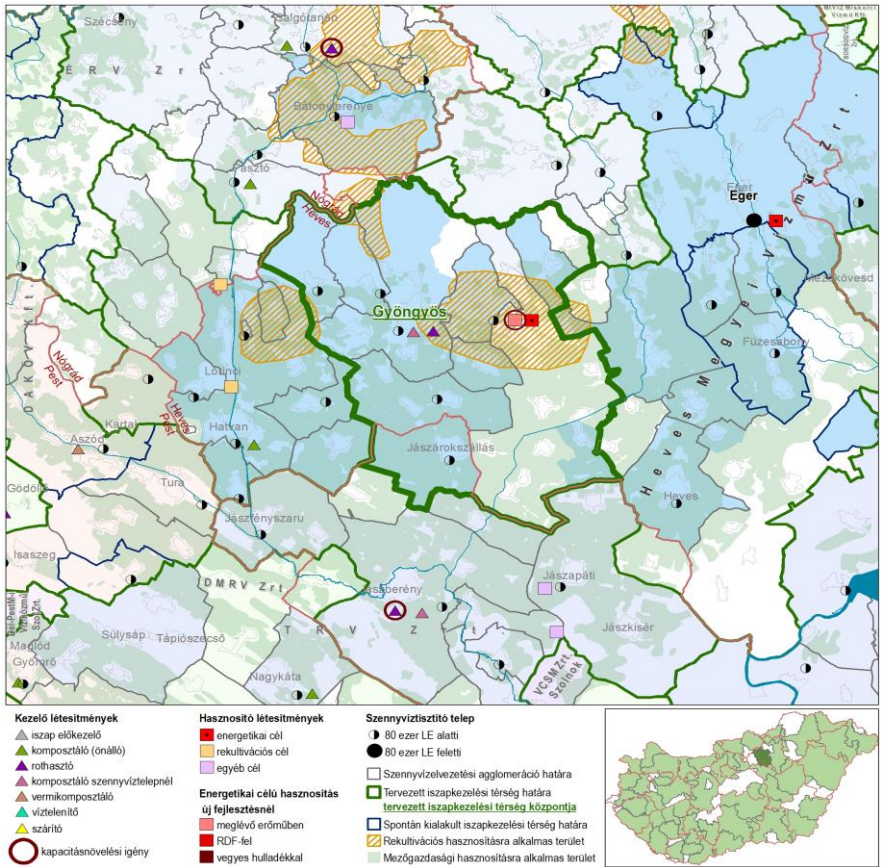 Szécsény
Salgótarján
E R V Z r t .
Bátonyterenye
Pásztó
Nógrád
Heves
Eger
Eger
Heves Megyei Vízmű Zrt.
Mezőkövesd
Füzesabony
Gyöngyös
Lőrinci
Hatvan
Heves
Pest
Nógrád
Pest
DAKÖV Kft
Kartal
Aszód
Gödöllő
Tura
Isaszeg
Jászárokszállás
Jászfényszaru
Heves
DMRV Zrt
Jászberény
Jászapáti
Jászkisér
T R V Z r t .
VCSM Zrt.
Szolnok
Maglód
Gyömrő
Sülysáp
Tápiószecső
Nagykáta
Kezelő létesítmények
iszap előkezelő
komposztáló (önálló)
rothasztó
komposztáló szennyvíztelepnél
vermikomposztáló
víztelenítő
szárító
kapacitásnövelési igény
Hasznosító létesítmények
energetikai cél
rekultivációs cél
egyéb cél
Energetikai célú hasznosítás
új fejlesztésnél
meglévő erőműben
RDF-fel
vegyes hulladékkal
Szennyvíztisztító telep
80 ezer LE alatti
80 ezer LE feletti
Szennyvízelvezetési agglomeráció határa
Tervezett iszapkezelési térség határa
tervezett iszapkezelési térség központja
Spontán kialakult iszapkezelési térség határa
Rekultivációs hasznosításra alkalmas terület
Mezőgazdasági hasznosításra alkalmas terület